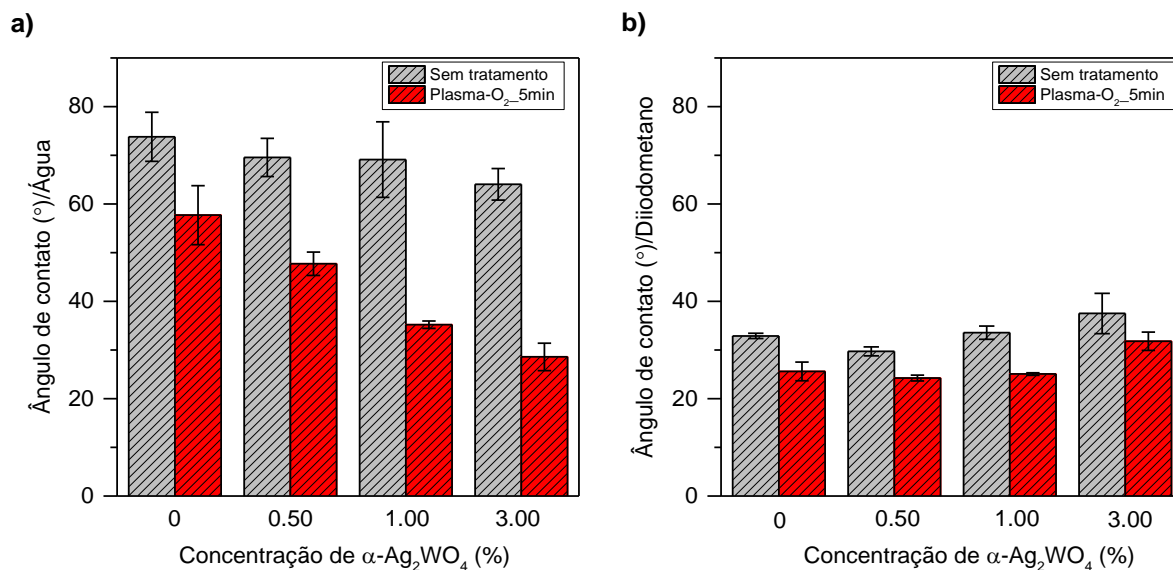 a)
Sem tratamento
Plasma-O₂_5min
80
60
40
20
0
Ângulo de contato (°)/Água
0 0.50 1.00 3.00
Concentração de α-Ag₂WO₄ (%)
b)
Sem tratamento
Plasma-O₂_5min
80
60
40
20
0
Ângulo de contato (°)/Diiodometano
0 0.50 1.00 3.00
Concentração de α-Ag₂WO₄ (%)